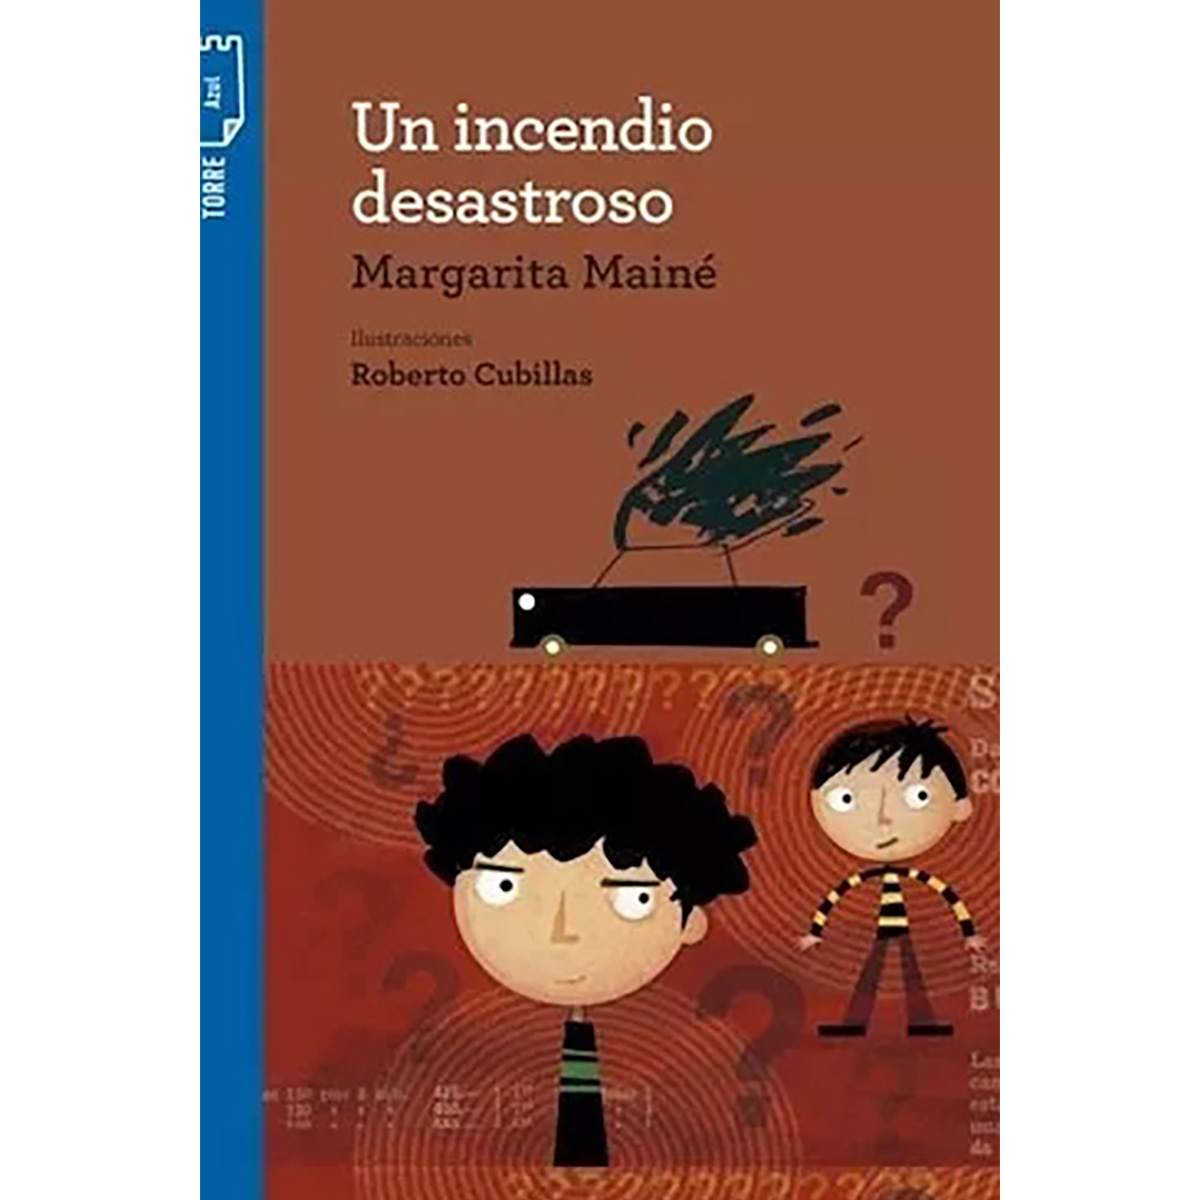 Azul
TORRE
Un incendio
desastroso
Margarita Mainé
Ilustraciones
Roberto Cubillas
?